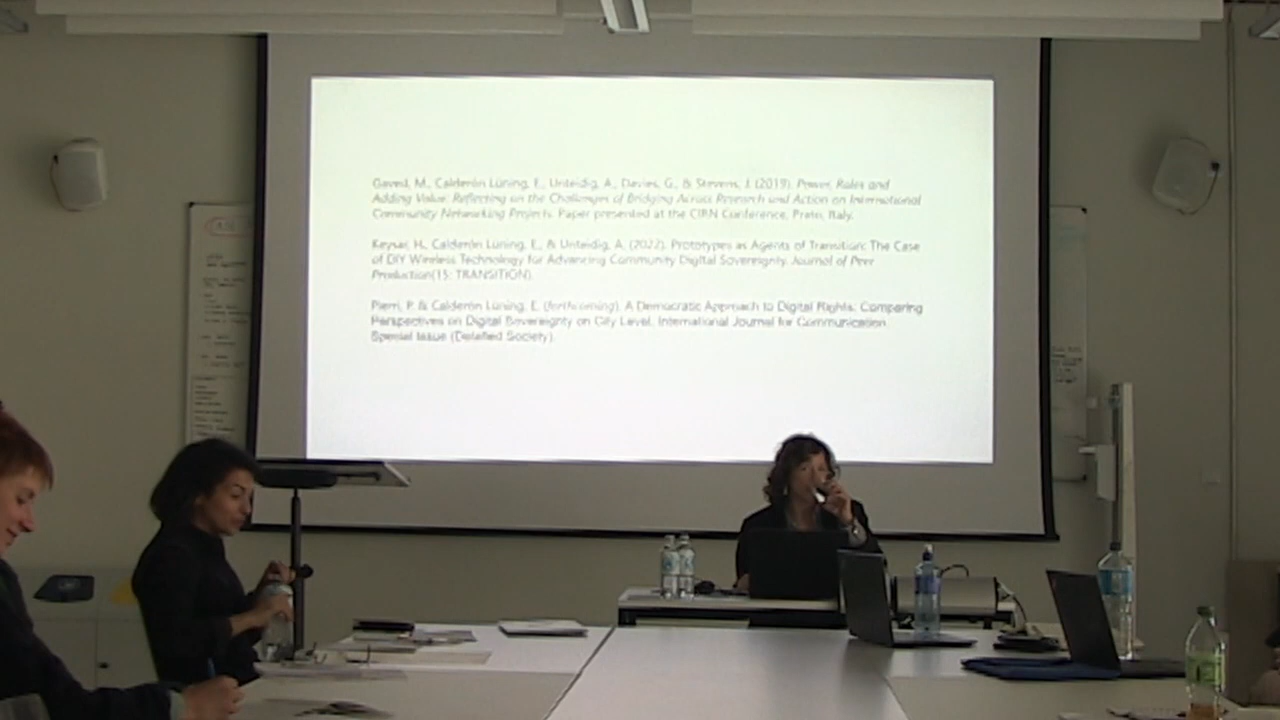 Gaved, M., Calderón Lüning, E., Unteidig, A., Davies, G., & Stevens, J. (2019). Power, Roles and
Adding Value: Reflecting on the Challenges of Bridging Across Research and Action on International
Community Networking Projects. Paper presented at the CIRN Conference, Prato, Italy.
Keysar, H., Calderón Lüning, E., & Unteidig, A. (2022). Prototypes as Agents of Transition: The Case
of DIY Wireless Technology for Advancing Community Digital Sovereignty. Journal of Peer
Production(15: TRANSITION).
Pierri, P. & Calderón Lüning, E. (forthcoming). A Democratic Approach to Digital Rights. Comparing
Perspectives on Digital Sovereignty on City Level. International Journal for Communication
Special Issue (Datafied Society).